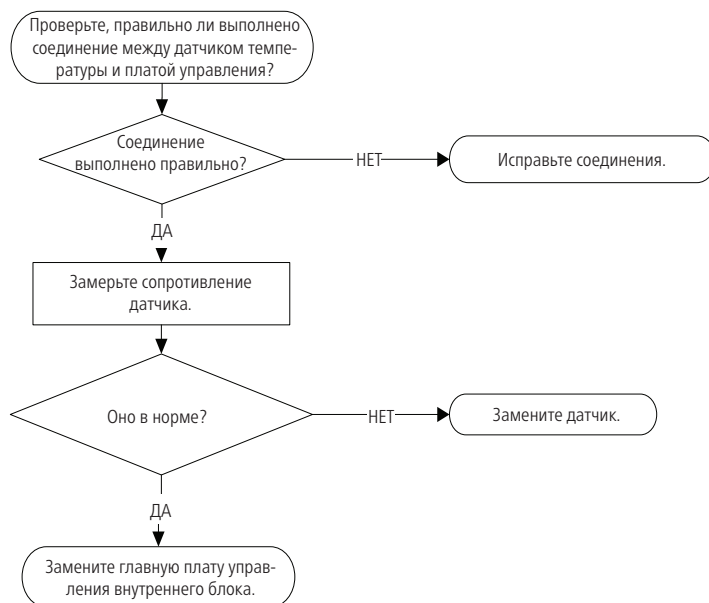 Проверьте, правильно ли выполнено
соединение между датчиком темпе-
ратуры и платой управления?
Соединение
выполнено правильно?
НЕТ
Исправьте соединения.
ДА
Замерьте сопротивление
датчика.
Оно в норме?
НЕТ
Замените датчик.
ДА
Замените главную плату управ-
ления внутреннего блока.